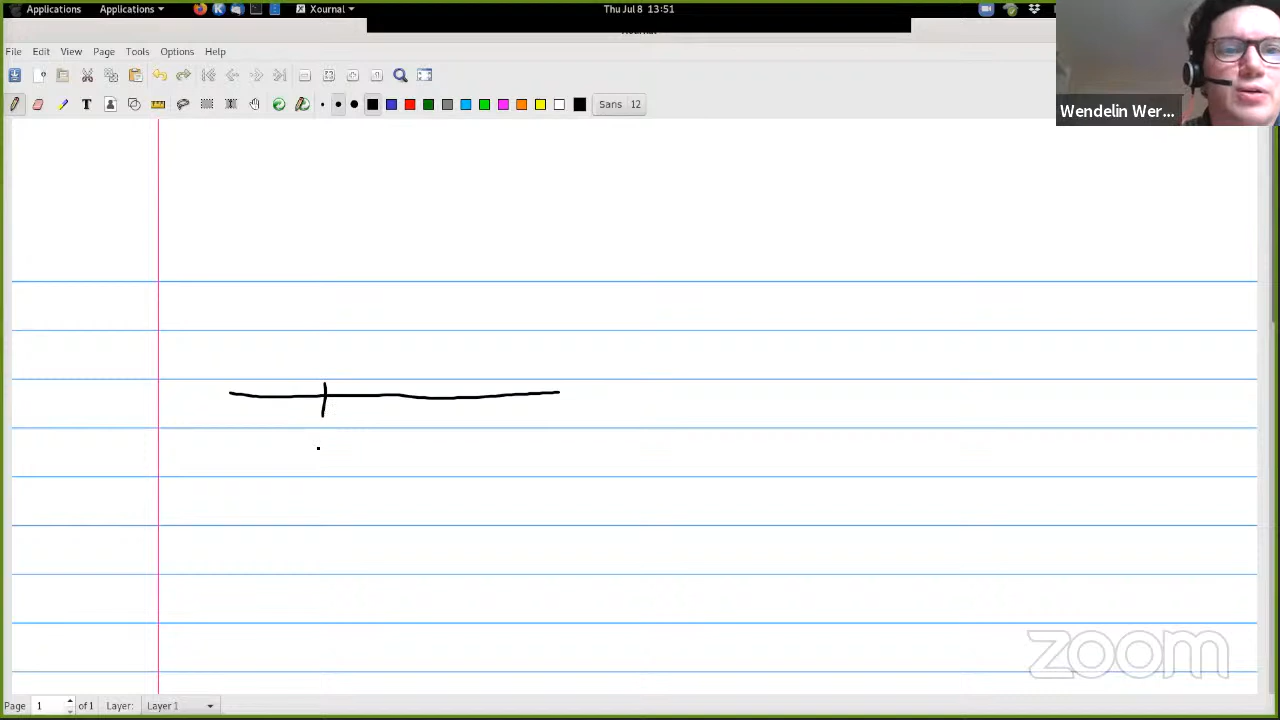 Applications Applications Xournal Thu Jul 8 13:51
File Edit View Page Tools Options Help
Sans 12
Wendelin Wer...
zoom
Page 1 of 1 Layer: Layer 1